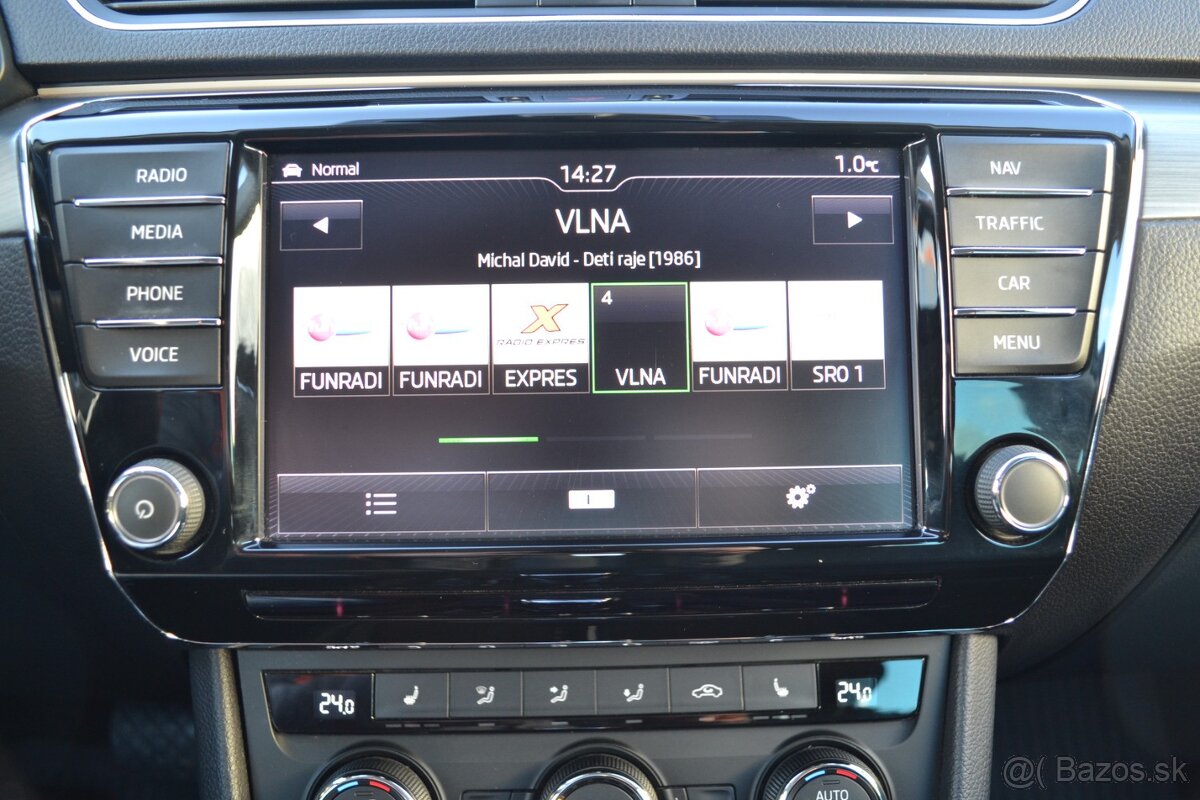 RADIO
MEDIA
PHONE
VOICE
Normal
14:27
1.0°C
VLNA
Michal David - Deti raje [1986]
4
RADIO EXPRES
FUNRADI
FUNRADI
EXPRES
VLNA
FUNRADI
SRO 1
NAV
TRAFFIC
CAR
MENU
24.0
24.0
AUTO
@( Bazos.sk